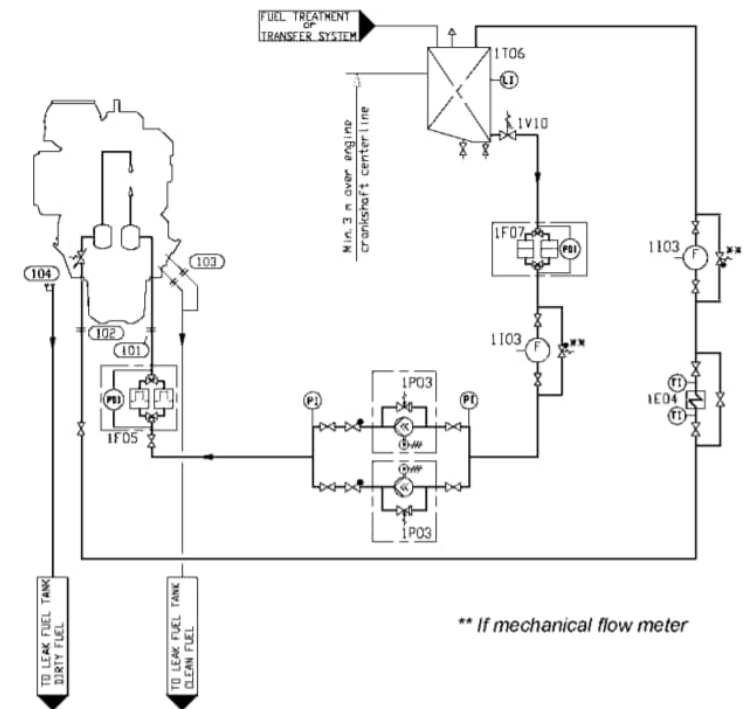 FUEL TREATMENT
or
TRANSFER SYSTEM
1T06
LI
1V10
Min. 3 m over engine
crankshaft centerline
1F07
PDI
1I03
F
**
103
104
102
101
1I03
F
**
TI
1E04
TI
PDI
1F05
PI
1P03
PI
1P03
TO LEAK FUEL TANK
DIRTY FUEL
TO LEAK FUEL TANK
CLEAN FUEL
** If mechanical flow meter